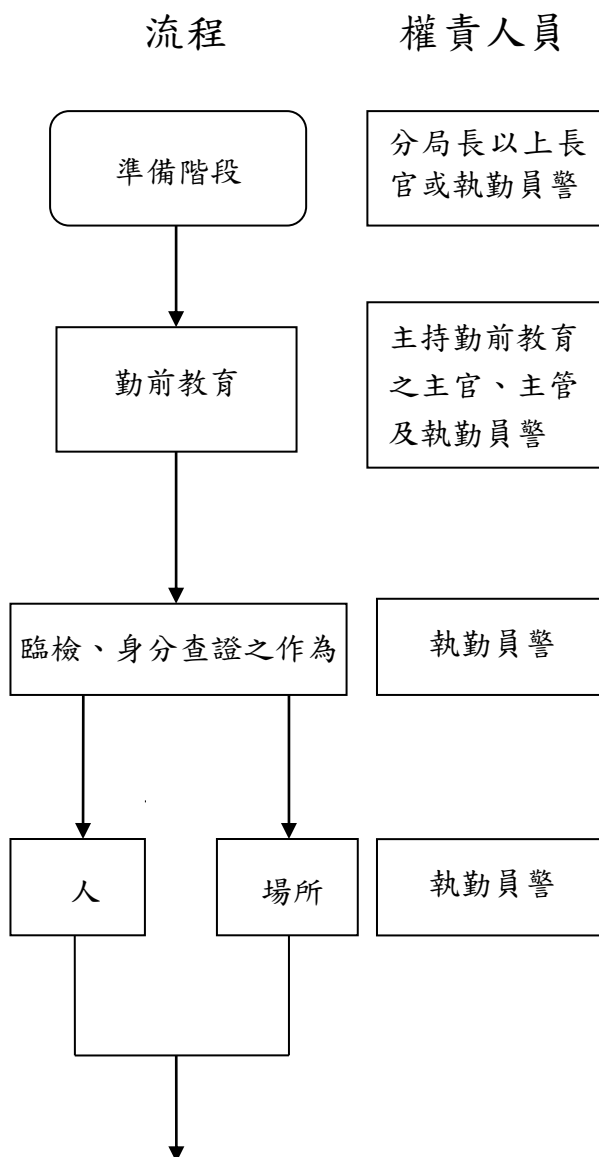 流程 權責人員
準備階段
分局長以上長
官或執勤員警
勤前教育
主持勤前教育
之主官、主管
及執勤員警
臨檢、身分查證之作為
執勤員警
人
場所
執勤員警